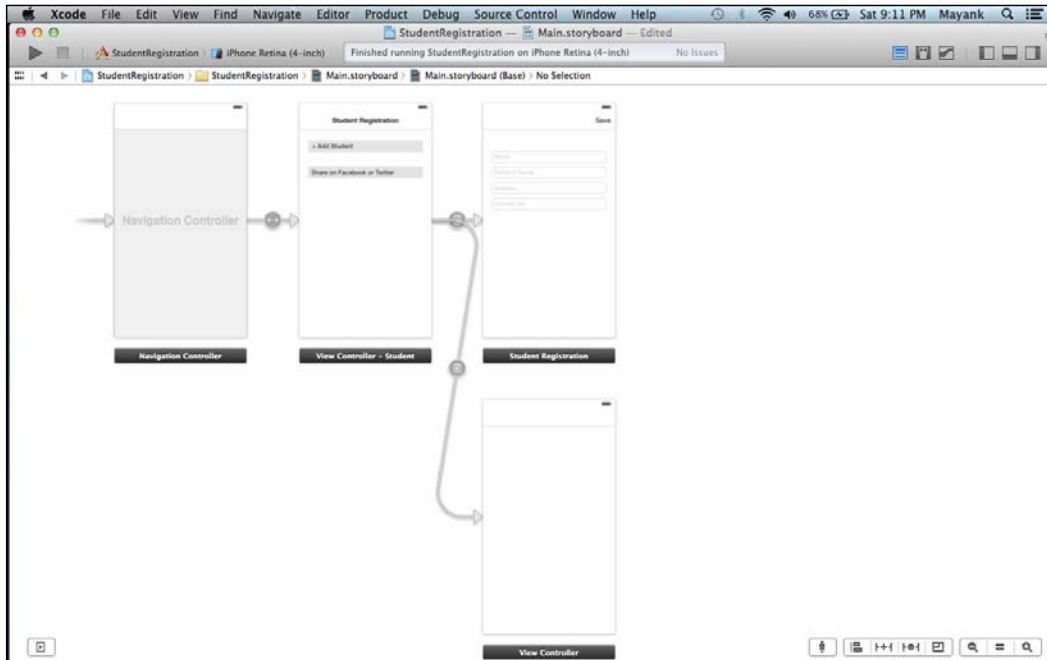 Xcode File Edit View Find Navigate Editor Product Debug Source Control Window Help 68% Sat 9:11 PM Mayank
StudentRegistration — Main.storyboard — Edited
StudentRegistration iPhone Retina (4-inch) Finished running StudentRegistration on iPhone Retina (4-inch) No Issues
StudentRegistration StudentRegistration Main.storyboard Main.storyboard (Base) No Selection
Student Registration
Save
+ Add Student
Share on Facebook or Twitter
Navigation Controller
Navigation Controller
View Controller - Student
Student Registration
View Controller